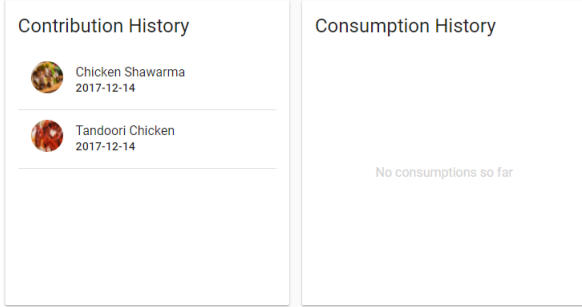 Contribution History
Chicken Shawarma
2017-12-14
Tandoori Chicken
2017-12-14
Consumption History
No consumptions so far